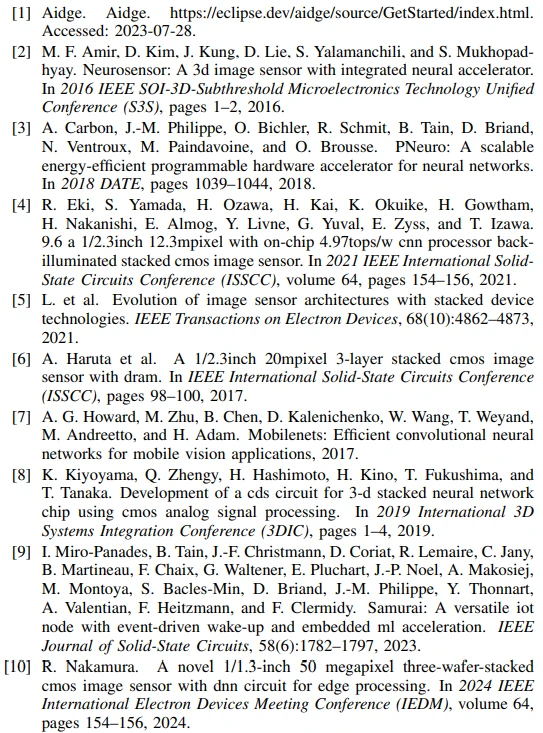 [1] Aidge. Aidge. https://eclipse.dev/aidge/source/GetStarted/index.html.
Accessed: 2023-07-28.
[2] M. F. Amir, D. Kim, J. Kung, D. Lie, S. Yalamanchili, and S. Mukhopad-
hyay. Neurosensor: A 3d image sensor with integrated neural accelerator.
In 2016 IEEE SOI-3D-Subthreshold Microelectronics Technology Unified
Conference (S3S), pages 1–2, 2016.
[3] A. Carbon, J.-M. Philippe, O. Bichler, R. Schmit, B. Tain, D. Briand,
N. Ventroux, M. Paindavoine, and O. Brousse. PNeuro: A scalable
energy-efficient programmable hardware accelerator for neural networks.
In 2018 DATE, pages 1039–1044, 2018.
[4] R. Eki, S. Yamada, H. Ozawa, H. Kai, K. Okuike, H. Gowtham,
H. Nakanishi, E. Almog, Y. Livne, G. Yuval, E. Zyss, and T. Izawa.
9.6 a 1/2.3inch 12.3mpixel with on-chip 4.97tops/w cnn processor back-
illuminated stacked cmos image sensor. In 2021 IEEE International Solid-
State Circuits Conference (ISSCC), volume 64, pages 154–156, 2021.
[5] L. et al. Evolution of image sensor architectures with stacked device
technologies. IEEE Transactions on Electron Devices, 68(10):4862–4873,
2021.
[6] A. Haruta et al. A 1/2.3inch 20mpixel 3-layer stacked cmos image
sensor with dram. In IEEE International Solid-State Circuits Conference
(ISSCC), pages 98–100, 2017.
[7] A. G. Howard, M. Zhu, B. Chen, D. Kalenichenko, W. Wang, T. Weyand,
M. Andreetto, and H. Adam. Mobilenets: Efficient convolutional neural
networks for mobile vision applications, 2017.
[8] K. Kiyoyama, Q. Zhengy, H. Hashimoto, H. Kino, T. Fukushima, and
T. Tanaka. Development of a cds circuit for 3-d stacked neural network
chip using cmos analog signal processing. In 2019 International 3D
Systems Integration Conference (3DIC), pages 1–4, 2019.
[9] I. Miro-Panades, B. Tain, J.-F. Christmann, D. Coriat, R. Lemaire, C. Jany,
B. Martineau, F. Chaix, G. Waltener, E. Pluchart, J.-P. Noel, A. Makosiej,
M. Montoya, S. Bacles-Min, D. Briand, J.-M. Philippe, Y. Thonnart,
A. Valentian, F. Heitzmann, and F. Clermidy. Samurai: A versatile iot
node with event-driven wake-up and embedded ml acceleration. IEEE
Journal of Solid-State Circuits, 58(6):1782–1797, 2023.
[10] R. Nakamura. A novel 1/1.3-inch 50 megapixel three-wafer-stacked
cmos image sensor with dnn circuit for edge processing. In 2024 IEEE
International Electron Devices Meeting Conference (IEDM), volume 64,
pages 154–156, 2024.